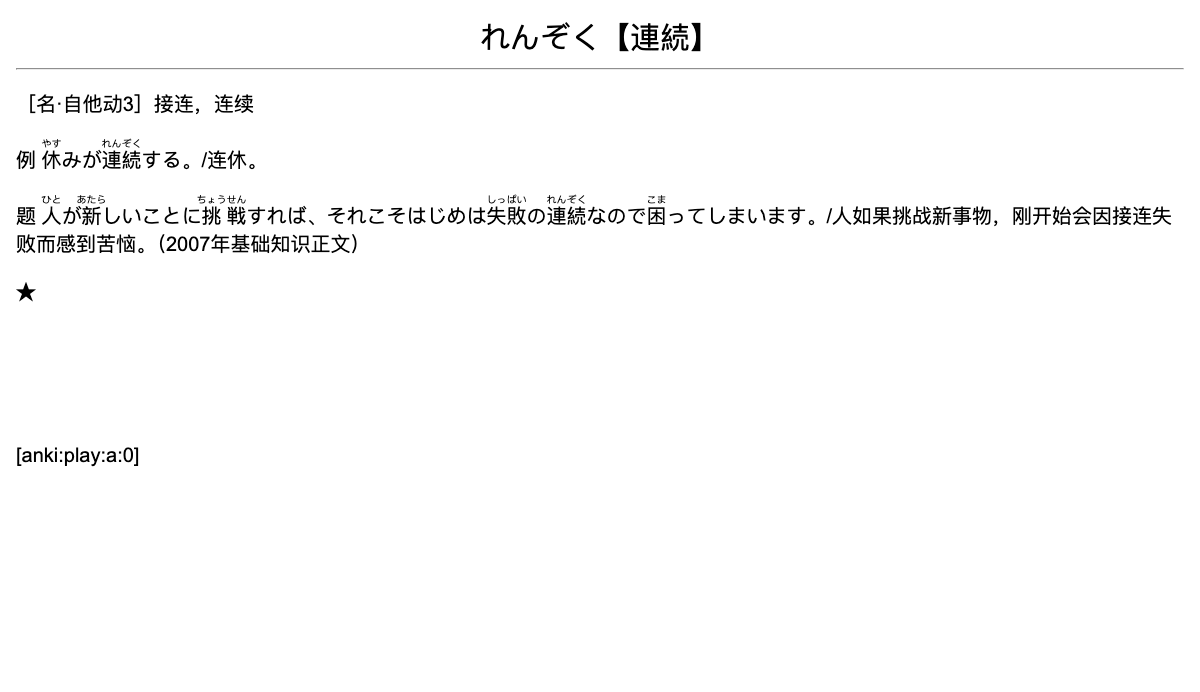 れんぞく【連続】
［名·自他动3］接连，连续
やす れんぞく
例 休みが連続する。/连休。
ひと あたら ちょうせん しっぱい れんぞく こま
题 人が新しいことに挑戦すれば、それこそはじめは失敗の連続なので困ってしまいます。/人如果挑战新事物，刚开始会因接连失
败而感到苦恼。（2007年基础知识正文）
★
[anki:play:a:0]